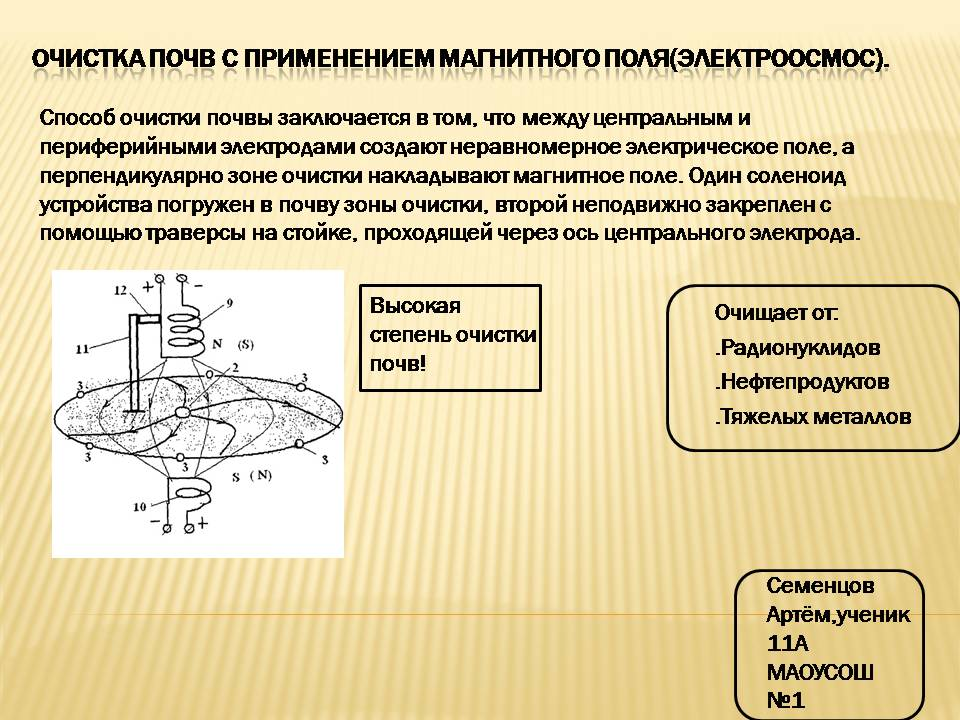 ОЧИСТКА ПОЧВ С ПРИМЕНЕНИЕМ МАГНИТНОГО ПОЛЯ(ЭЛЕКТРООСМОС).
Способ очистки почвы заключается в том, что между центральным и
периферийными электродами создают неравномерное электрическое поле, а
перпендикулярно зоне очистки накладывают магнитное поле. Один соленоид
устройства погружен в почву зоны очистки, второй неподвижно закреплен с
помощью траверсы на стойке, проходящей через ось центрального электрода.
12 + - 9
11 N (S)
2
3 3
3 3 3
S (N)
10
- +
Высокая
степень очистки
почв!
Очищает от:
.Радионуклидов
.Нефтепродуктов
.Тяжелых металлов
Семенцов
Артём,ученик
11А
МАОУСОШ
№1